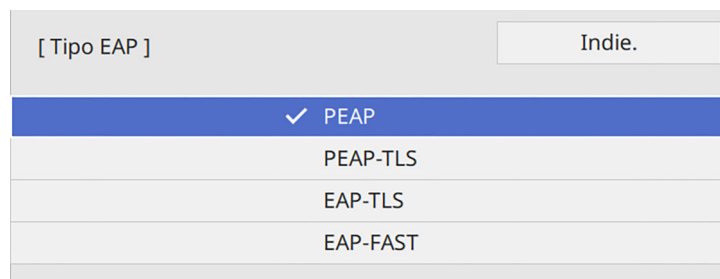 [ Tipo EAP ]
Indie.
PEAP
PEAP-TLS
EAP-TLS
EAP-FAST